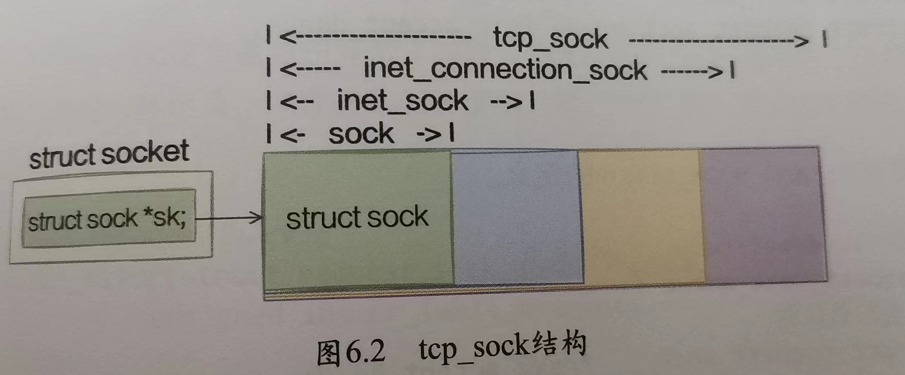 |<-------------------- tcp_sock -------------------->|
|<----- inet_connection_sock ------>|
|<-- inet_sock -->|
|<- sock ->|
struct socket
struct sock *sk;
struct sock
图6.2 tcp_sock结构